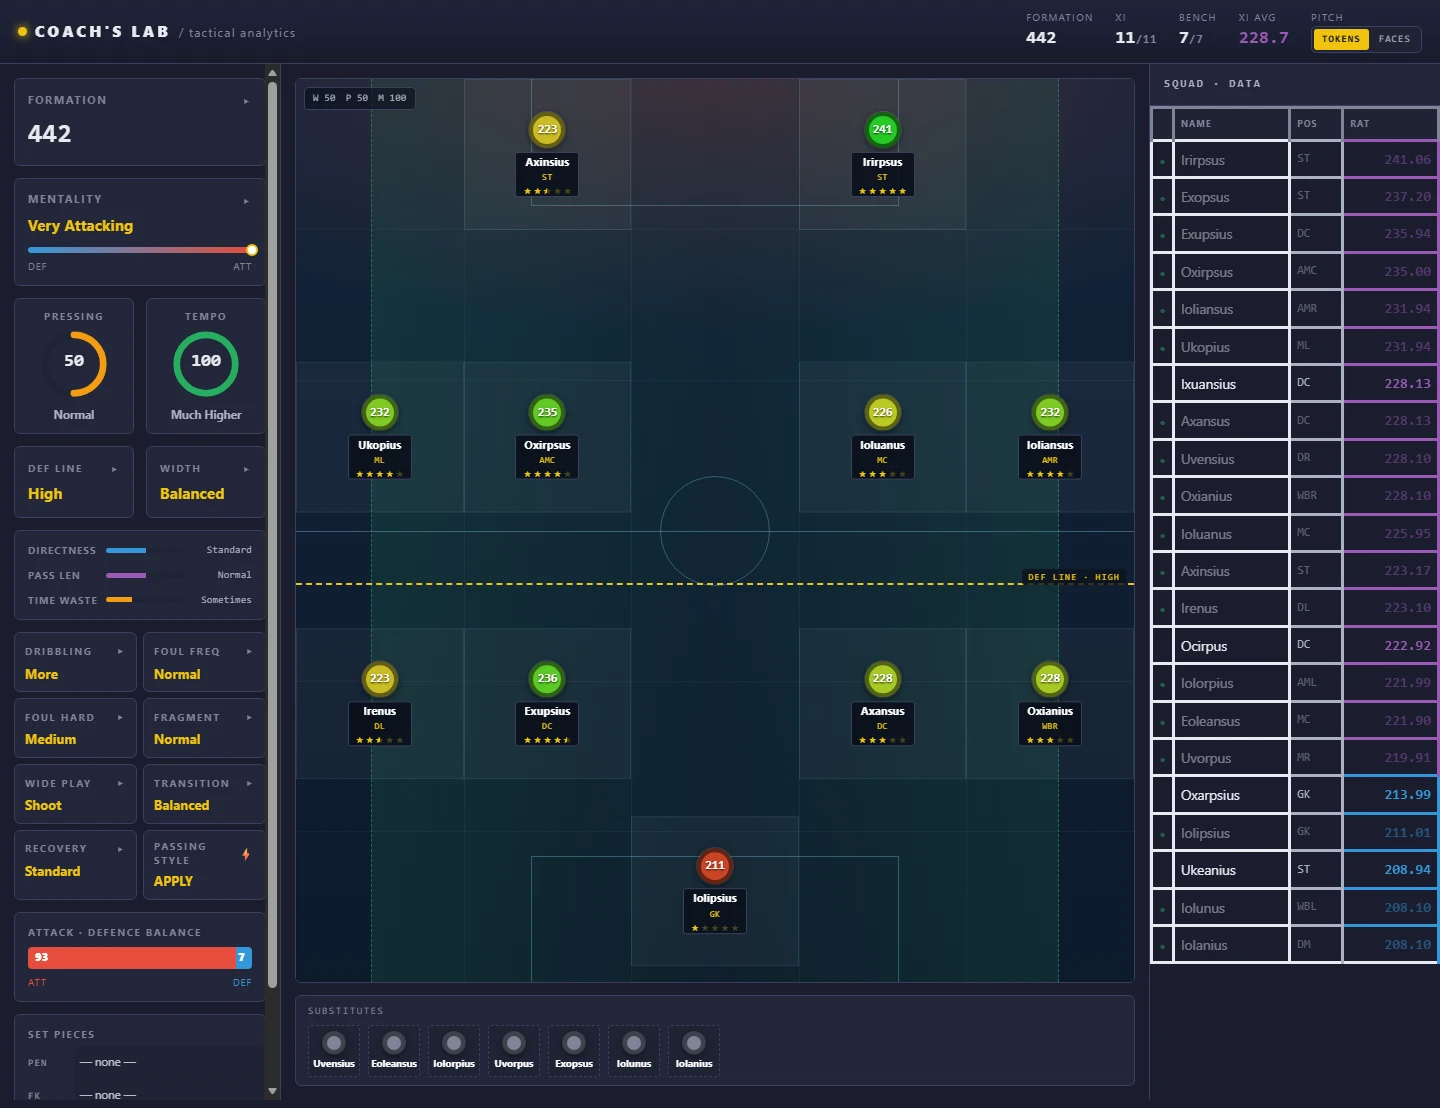 COACH'S LAB / tactical analytics
FORMATION
442
XI
11/11
BENCH
7/7
XI AVG
228.7
PITCH
TOKENS FACES
FORMATION ▸
442
MENTALITY ▸
Very Attacking
DEF ATT
PRESSING
50
Normal
TEMPO
100
Much Higher
DEF LINE ▸
High
WIDTH ▸
Balanced
DIRECTNESS Standard
PASS LEN Normal
TIME WASTE Sometimes
DRIBBLING ▸
More
FOUL FREQ ▸
Normal
FOUL HARD ▸
Medium
FRAGMENT ▸
Normal
WIDE PLAY ▸
Shoot
TRANSITION ▸
Balanced
RECOVERY ▸
Standard
PASSING
STYLE
APPLY
ATTACK · DEFENCE BALANCE
93 7
ATT DEF
SET PIECES
PEN — none —
FK — none —
W 50 P 50 M 100
223
Axinsius
ST
★★★★★
241
Irirpsus
ST
★★★★★
232
Ukopius
ML
★★★★★
235
Oxirpsus
AMC
★★★★★
226
Ioluanus
MC
★★★★★
232
Ioliansus
AMR
★★★★★
DEF LINE · HIGH
223
Irenus
DL
★★★★★
236
Exupsius
DC
★★★★★
228
Axansus
DC
★★★★★
228
Oxianius
WBR
★★★★★
211
Iolipsius
GK
★★★★★
SUBSTITUTES
Uvensius Eoleansus Iolorpius Uvorpus Exopsus Iolunus Iolanius
SQUAD · DATA
NAME POS RAT
Irirpsus ST 241.06
Exopsus ST 237.20
Exupsius DC 235.94
Oxirpsus AMC 235.00
Ioliansus AMR 231.94
Ukopius ML 231.94
Ixuansius DC 228.13
Axansus DC 228.13
Uvensius DR 228.10
Oxianius WBR 228.10
Ioluanus MC 225.95
Axinsius ST 223.17
Irenus DL 223.10
Ocirpus DC 222.92
Iolorpius AML 221.99
Eoleansus MC 221.90
Uvorpus MR 219.91
Oxarpsius GK 213.99
Iolipsius GK 211.01
Ukeanius ST 208.94
Iolunus WBL 208.10
Iolanius DM 208.10